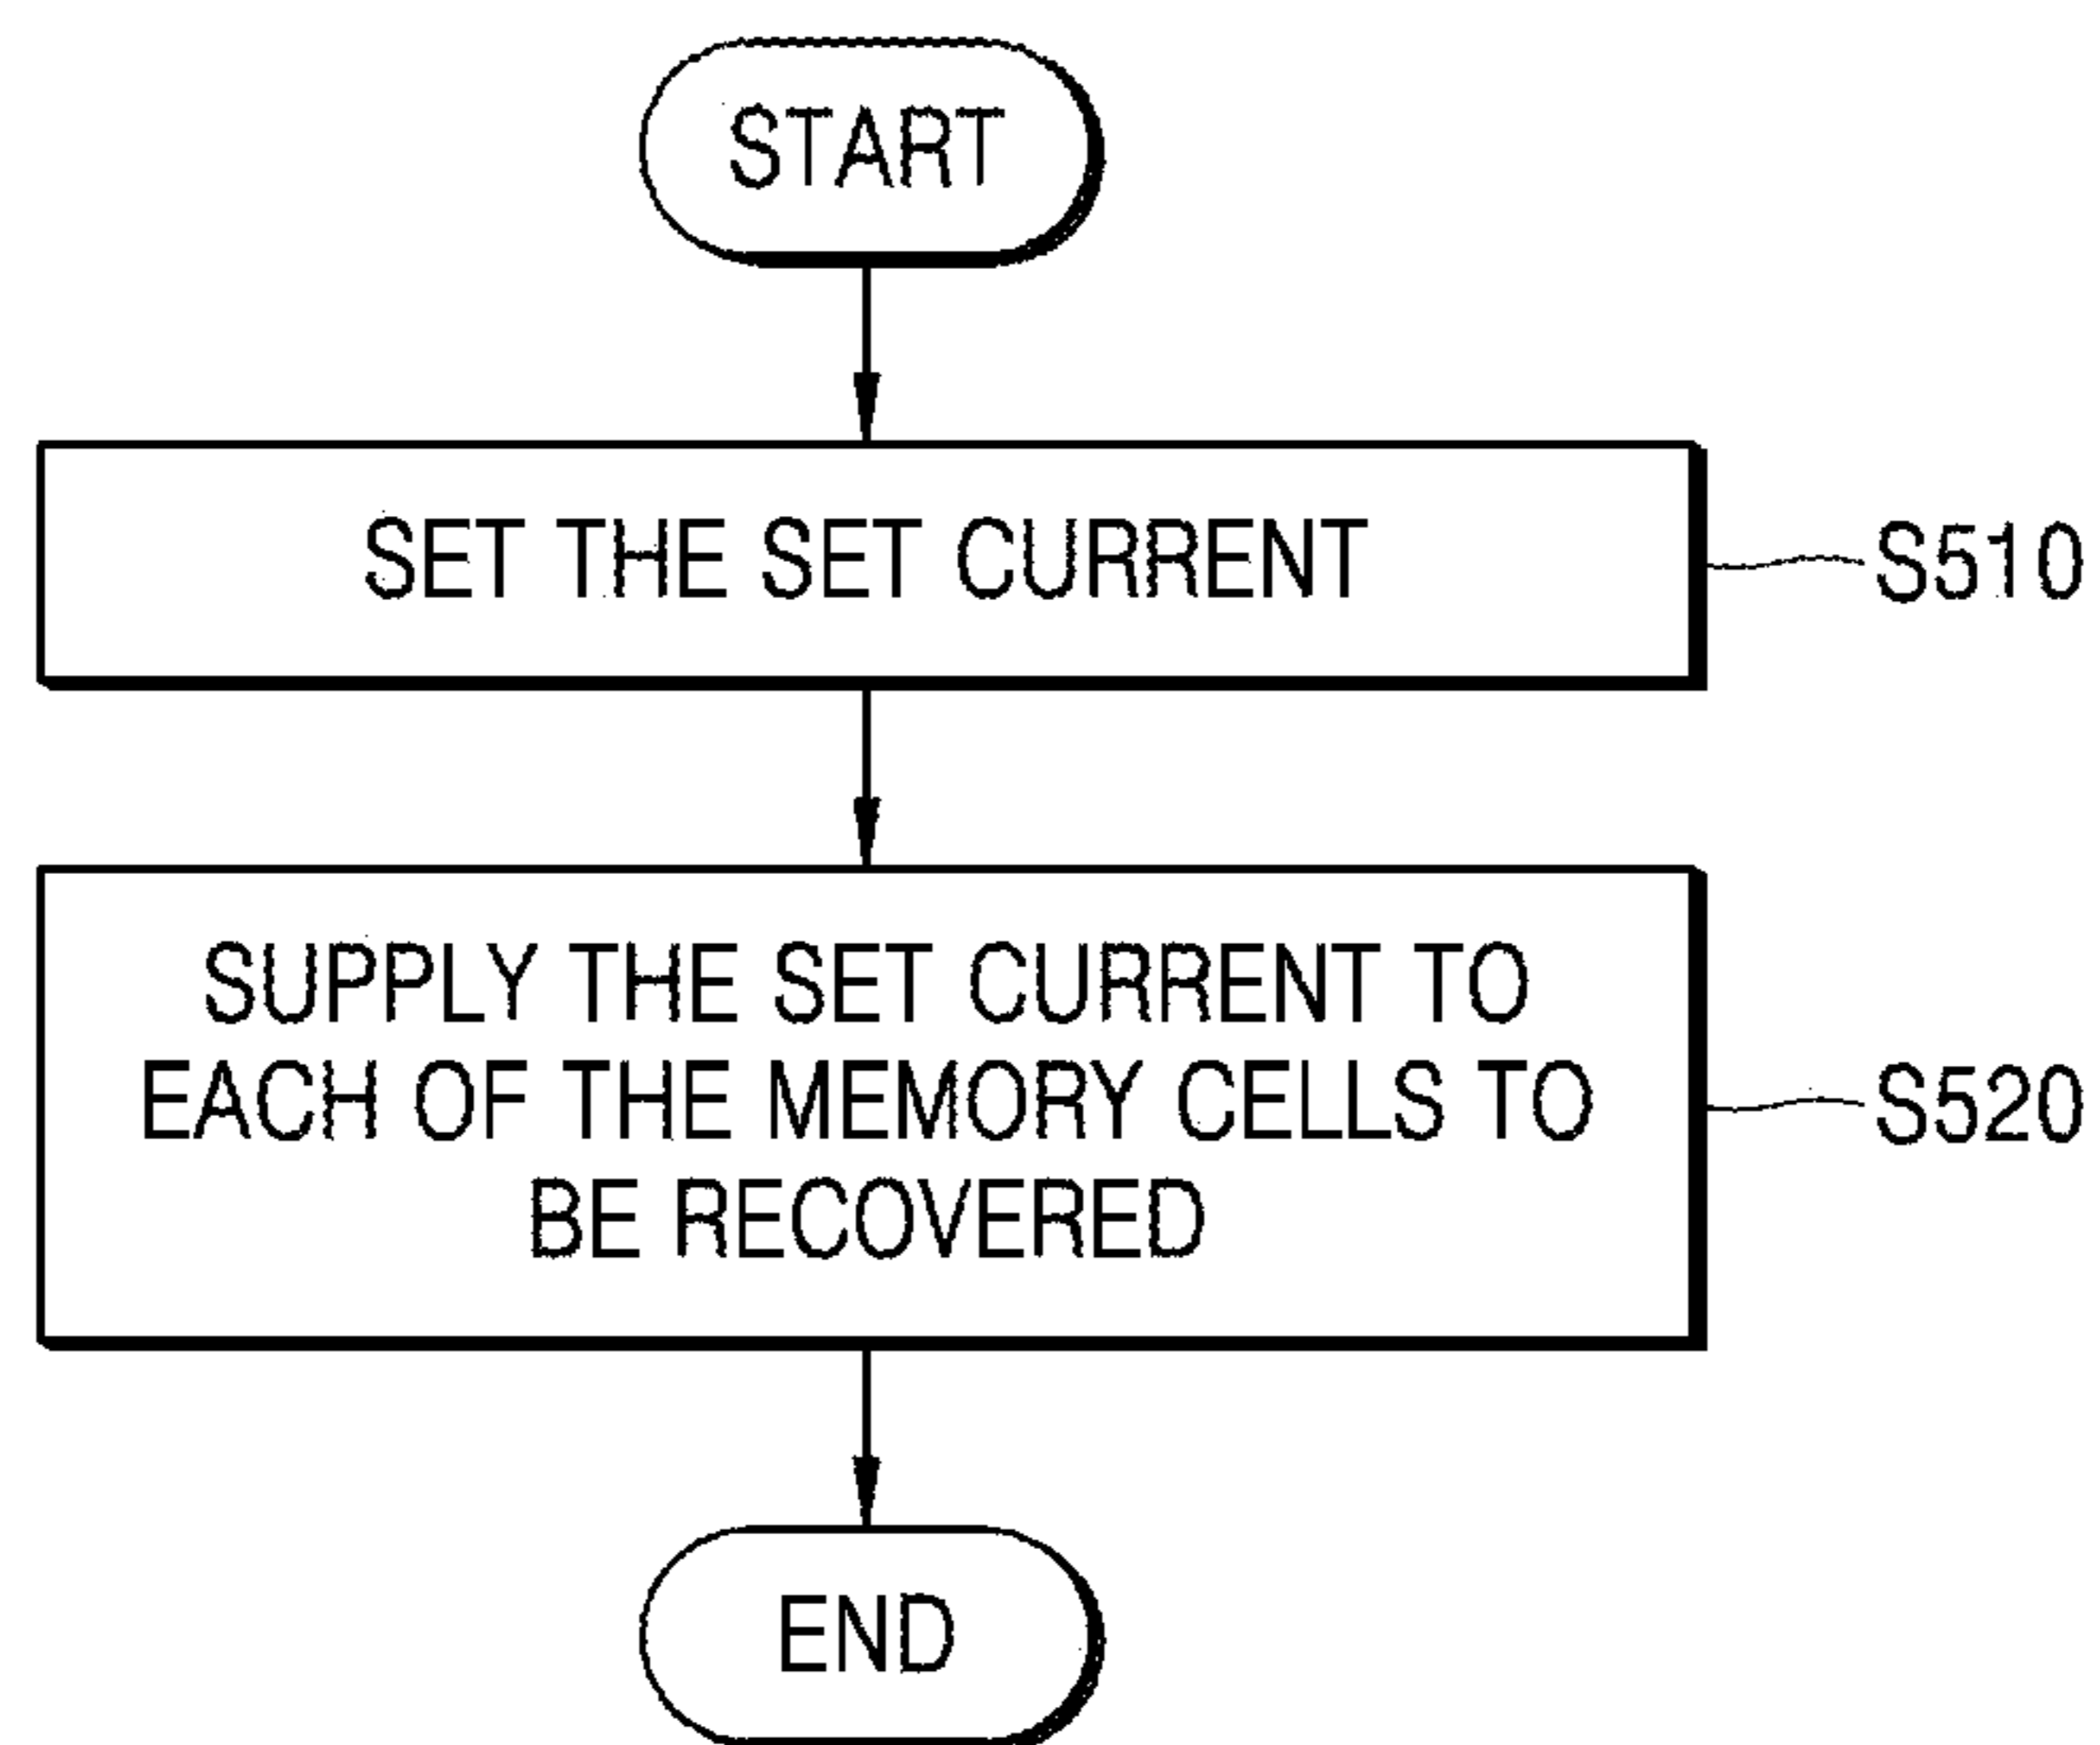 START
SET THE SET CURRENT
S510
SUPPLY THE SET CURRENT TO
EACH OF THE MEMORY CELLS TO
BE RECOVERED
S520
END